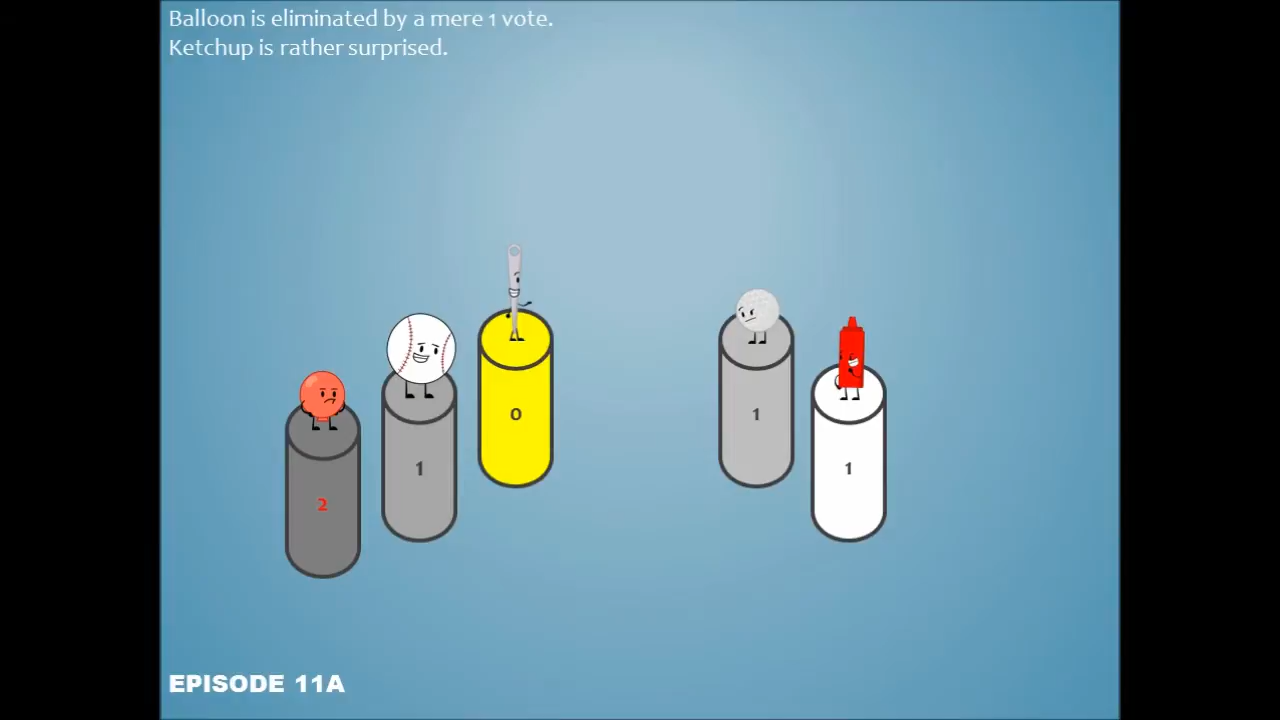 Balloon is eliminated by a mere 1 vote.
Ketchup is rather surprised.
0
1
1
1
2
EPISODE 11A